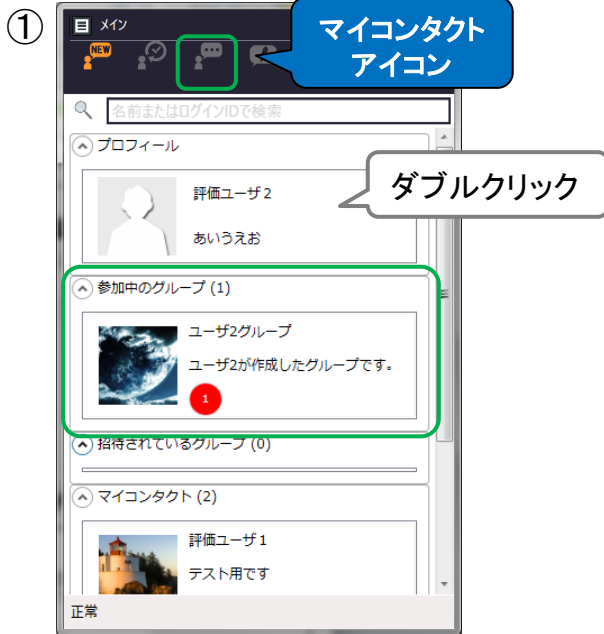 ①
メイン
マイコンタクト
アイコン
NEW
名前またはログインIDで検索
プロフィール
ダブルクリック
評価ユーザ2
あいうえお
参加中のグループ (1)
ユーザ2グループ
ユーザ2が作成したグループです。
1
招待されているグループ (0)
マイコンタクト (2)
評価ユーザ1
テスト用です
正常